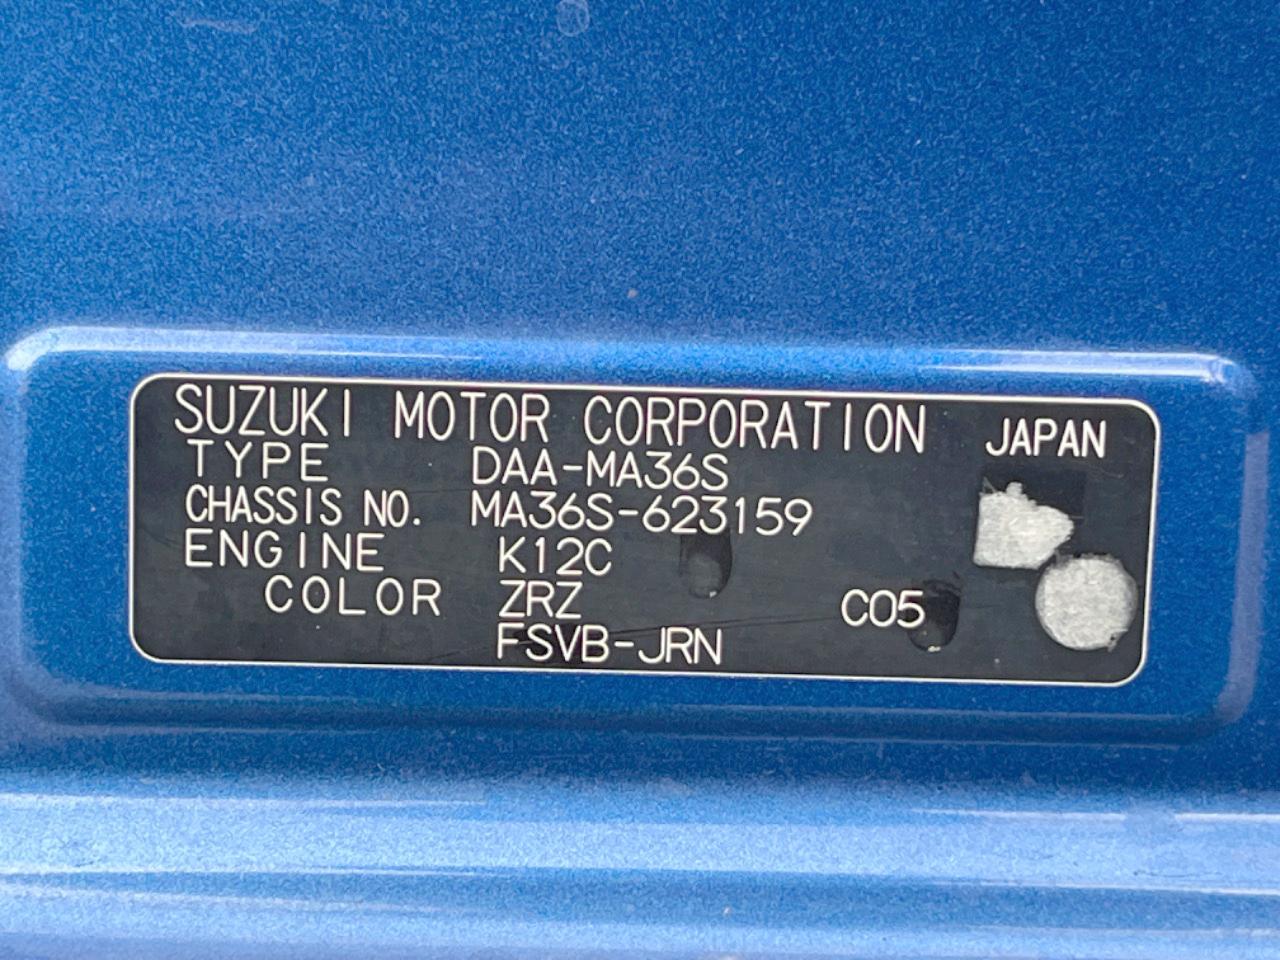 SUZUKI MOTOR CORPORATION JAPAN
TYPE DAA-MA36S
CHASSIS NO. MA36S-623159
ENGINE K12C
COLOR ZRZ C05
FSVB-JRN